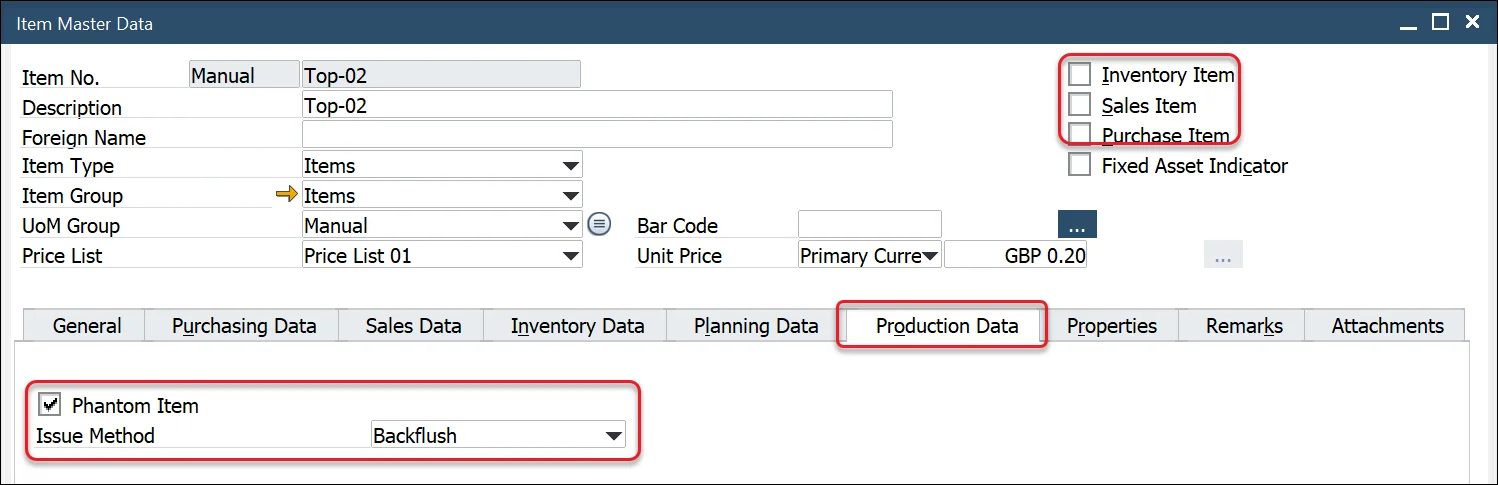 Item Master Data
Item No. Manual Top-02 Inventory Item
Description Top-02 Sales Item
Foreign Name Purchase Item
Item Type Items Fixed Asset Indicator
Item Group Items
UoM Group Manual Bar Code ...
Price List Price List 01 Unit Price Primary Curre GBP 0.20 ...
General Purchasing Data Sales Data Inventory Data Planning Data Production Data Properties Remarks Attachments
Phantom Item
Issue Method Backflush